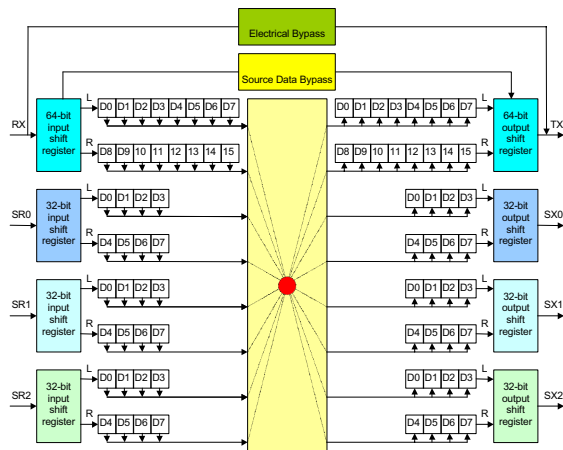 Electrical Bypass
Source Data Bypass
RX
64-bit
input
shift
register
L
D0 D1 D2 D3 D4 D5 D6 D7
R
D8 D9 10 11 12 13 14 15
D0 D1 D2 D3 D4 D5 D6 D7
L
D8 D9 10 11 12 13 14 15
R
64-bit
output
shift
register
TX
SR0
32-bit
input
shift
register
L
D0 D1 D2 D3
R
D4 D5 D6 D7
D0 D1 D2 D3
L
D4 D5 D6 D7
R
32-bit
output
shift
register
SX0
SR1
32-bit
input
shift
register
L
D0 D1 D2 D3
R
D4 D5 D6 D7
D0 D1 D2 D3
L
D4 D5 D6 D7
R
32-bit
output
shift
register
SX1
SR2
32-bit
input
shift
register
L
D0 D1 D2 D3
R
D4 D5 D6 D7
D0 D1 D2 D3
L
D4 D5 D6 D7
R
32-bit
output
shift
register
SX2